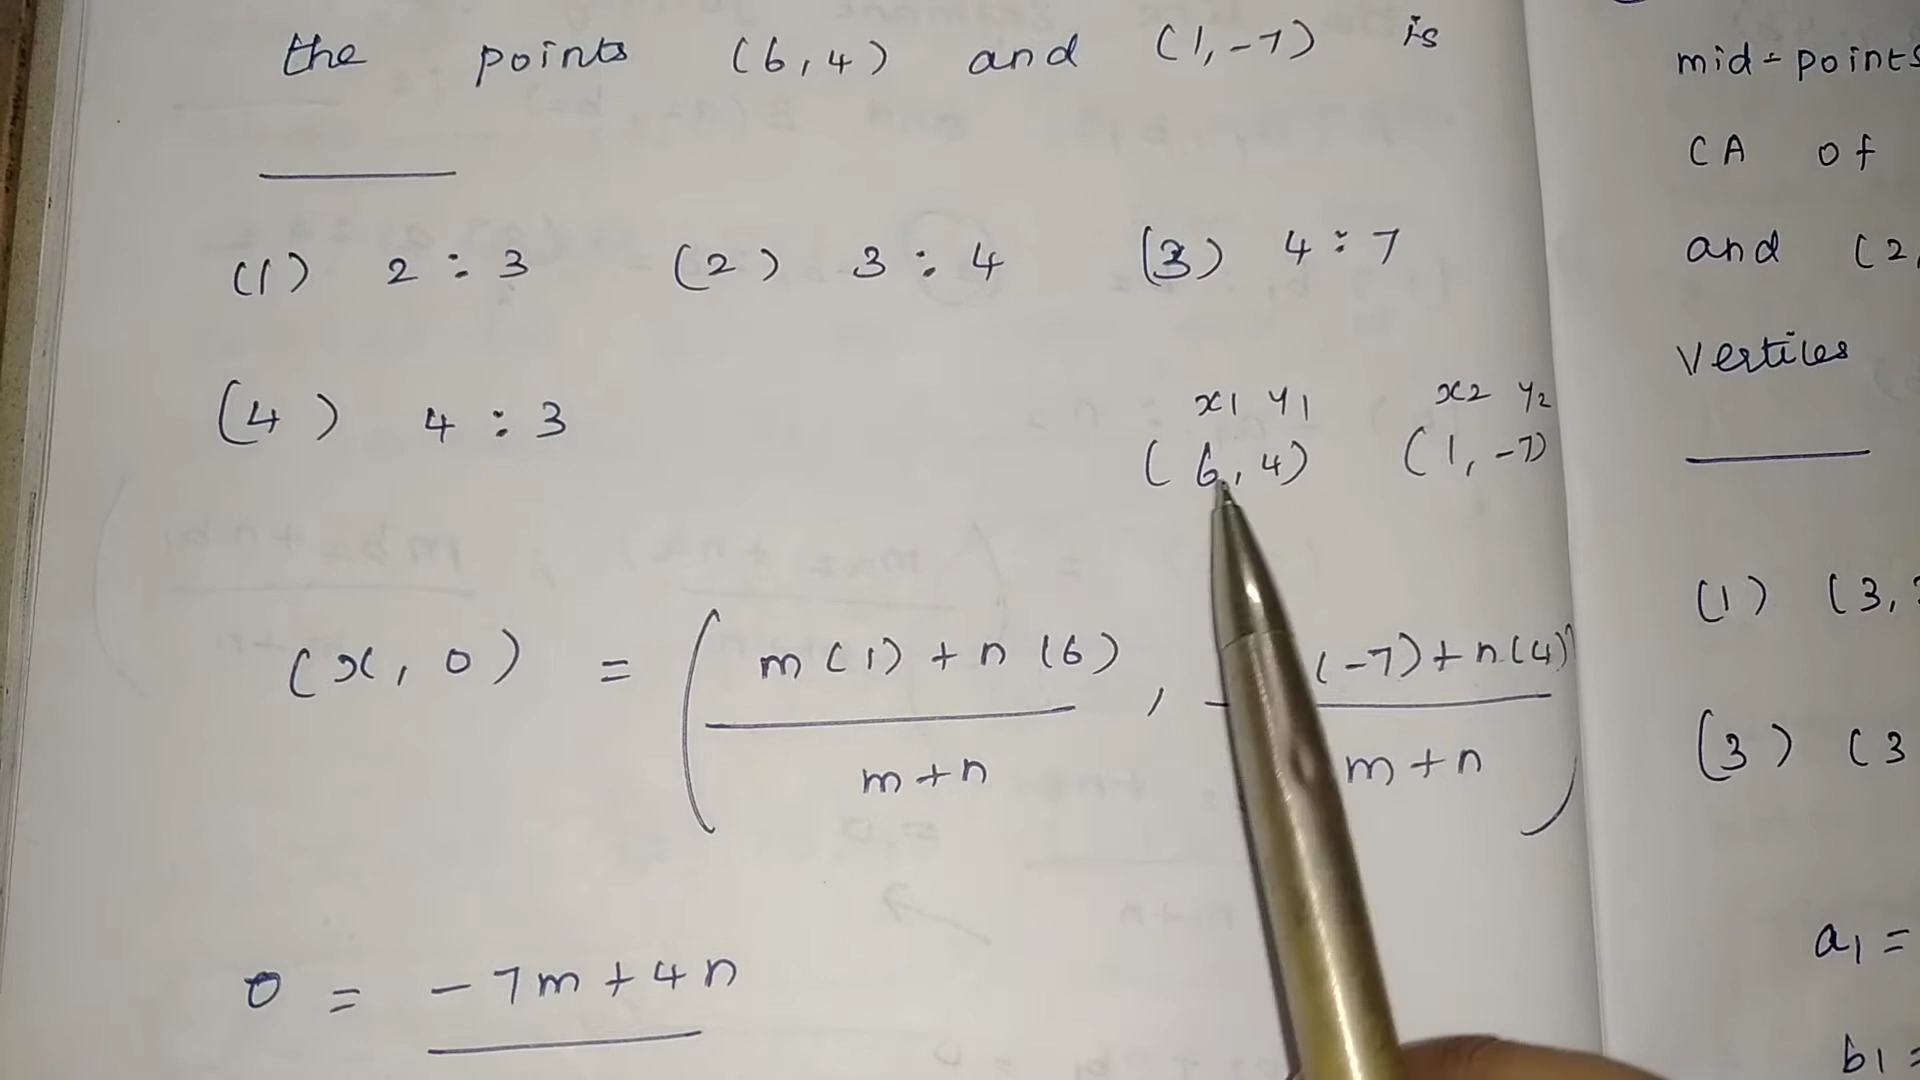 the points (6,4) and (1,-7) is
(1) 2 : 3 (2) 3 : 4 (3) 4 : 7
(4) 4 : 3
x1 y1 x2 y2
(6,4) (1,-7)
(x,0) = ( m(1)+n(6) , (-7)+n(4)
m+n m+n )
0 = -7m+4n
mid-points
CA of
and (2,
vertices
(1) (3,
(3) (3
a1 =
b1 =